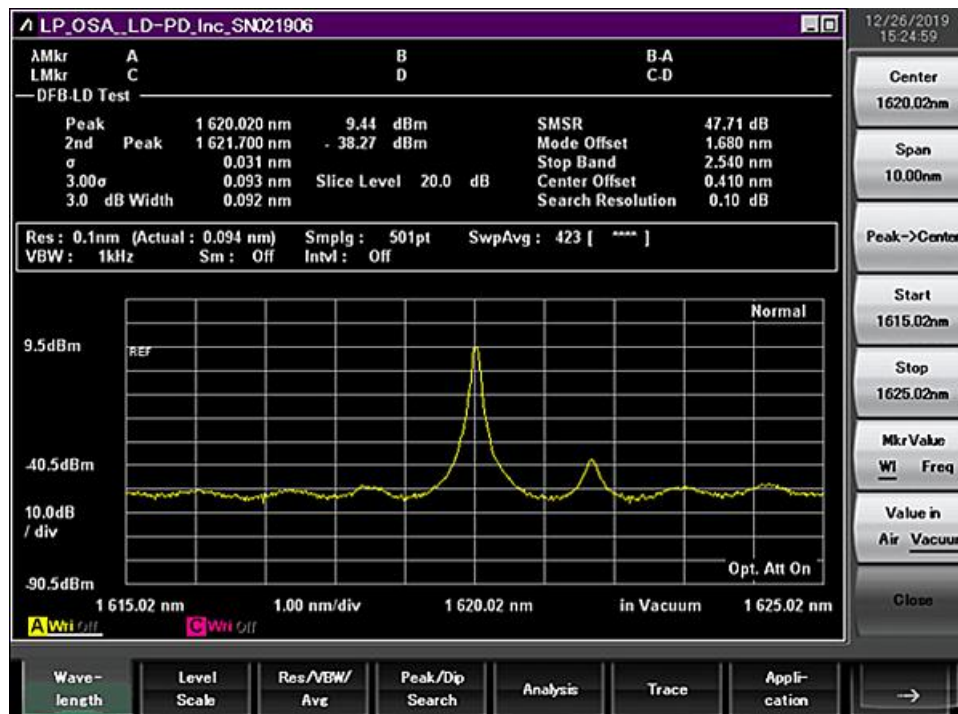 LP_OSA__LD-PD_Inc_SN021906
12/26/2019
15:24:59
λMkr A B B-A
LMkr C D C-D
DFB-LD Test
Peak 1 620.020 nm 9.44 dBm SMSR 47.71 dB
2nd Peak 1 621.700 nm - 38.27 dBm Mode Offset 1.680 nm
σ 0.031 nm Stop Band 2.540 nm
3.00σ 0.093 nm Slice Level 20.0 dB Center Offset 0.410 nm
3.0 dB Width 0.092 nm Search Resolution 0.10 dB
Res : 0.1nm (Actual : 0.094 nm) Smplg : 501pt SwpAvg : 423 [ **** ]
VBW : 1kHz Sm : Off Intvl : Off
Normal
9.5dBm
REF
-40.5dBm
10.0dB
/ div
Opt. Att On
-90.5dBm
1 615.02 nm 1.00 nm/div 1 620.02 nm in Vacuum 1 625.02 nm
A Wri Off C Wri Off
Center
1620.02nm
Span
10.00nm
Peak->Center
Start
1615.02nm
Stop
1625.02nm
Mkr Value
Wl Freq
Value in
Air Vacuum
Close
Wave-
length
Level
Scale
Res/VBW/
Avg
Peak/Dip
Search
Analysis
Trace
Appli-
cation
→